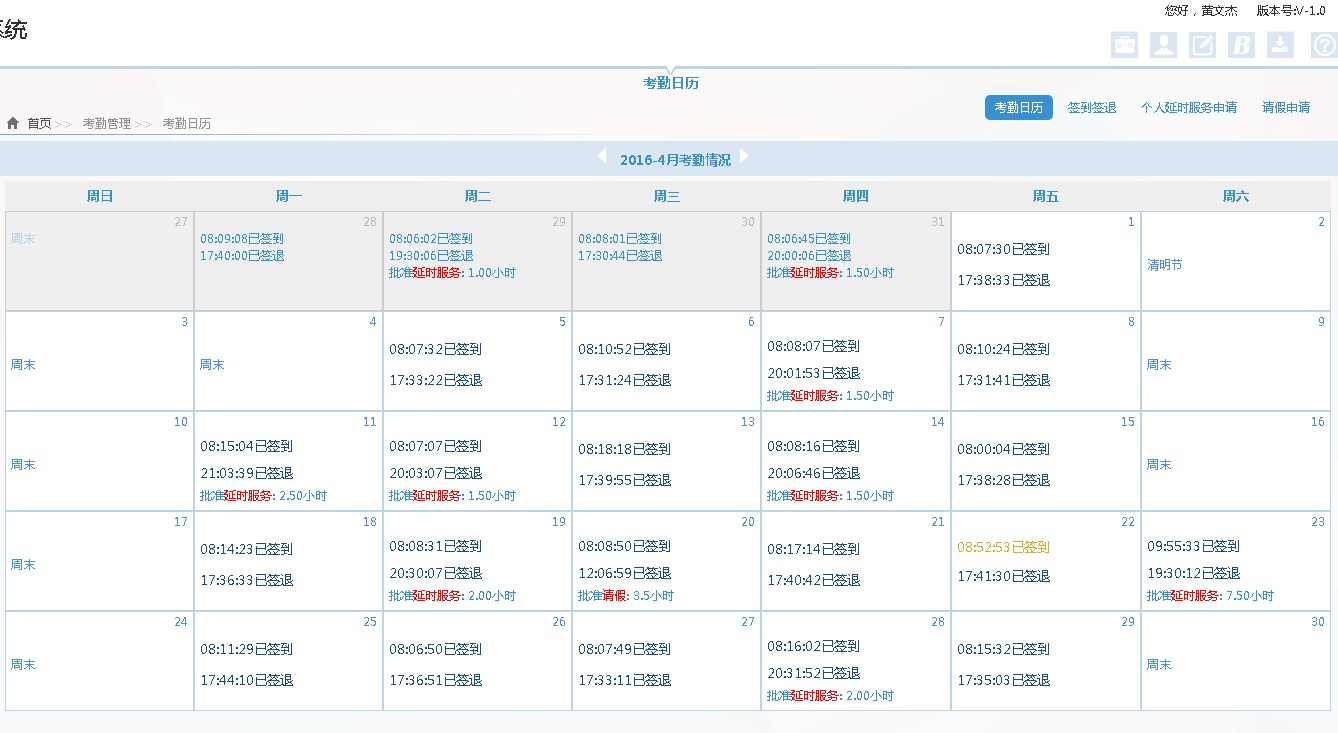 您好，黄文杰 版本号:V-1.0
系统
考勤日历
考勤日历 签到签退 个人延时服务申请 请假申请
首页>> 考勤管理>> 考勤日历
2016-4月考勤情况
周日 周一 周二 周三 周四 周五 周六
27
周末
28
08:09:08已签到
17:40:00已签退
29
08:06:02已签到
19:30:06已签退
批准延时服务: 1.00小时
30
08:08:01已签到
17:30:44已签退
31
08:06:45已签到
20:00:06已签退
批准延时服务: 1.50小时
1
08:07:30已签到
17:38:33已签退
2
清明节
3
周末
4
周末
5
08:07:32已签到
17:33:22已签退
6
08:10:52已签到
17:31:24已签退
7
08:08:07已签到
20:01:53已签退
批准延时服务: 1.50小时
8
08:10:24已签到
17:31:41已签退
9
周末
10
周末
11
08:15:04已签到
21:03:39已签退
批准延时服务: 2.50小时
12
08:07:07已签到
20:03:07已签退
批准延时服务: 1.50小时
13
08:18:18已签到
17:39:55已签退
14
08:08:16已签到
20:06:46已签退
批准延时服务: 1.50小时
15
08:00:04已签到
17:38:28已签退
16
周末
17
周末
18
08:14:23已签到
17:36:33已签退
19
08:08:31已签到
20:30:07已签退
批准延时服务: 2.00小时
20
08:08:50已签到
12:06:59已签退
批准请假: 3.5小时
21
08:17:14已签到
17:40:42已签退
22
08:52:53已签到
17:41:30已签退
23
09:55:33已签到
19:30:12已签退
批准延时服务: 7.50小时
24
周末
25
08:11:29已签到
17:44:10已签退
26
08:06:50已签到
17:36:51已签退
27
08:07:49已签到
17:33:11已签退
28
08:16:02已签到
20:31:52已签退
批准延时服务: 2.00小时
29
08:15:32已签到
17:35:03已签退
30
周末